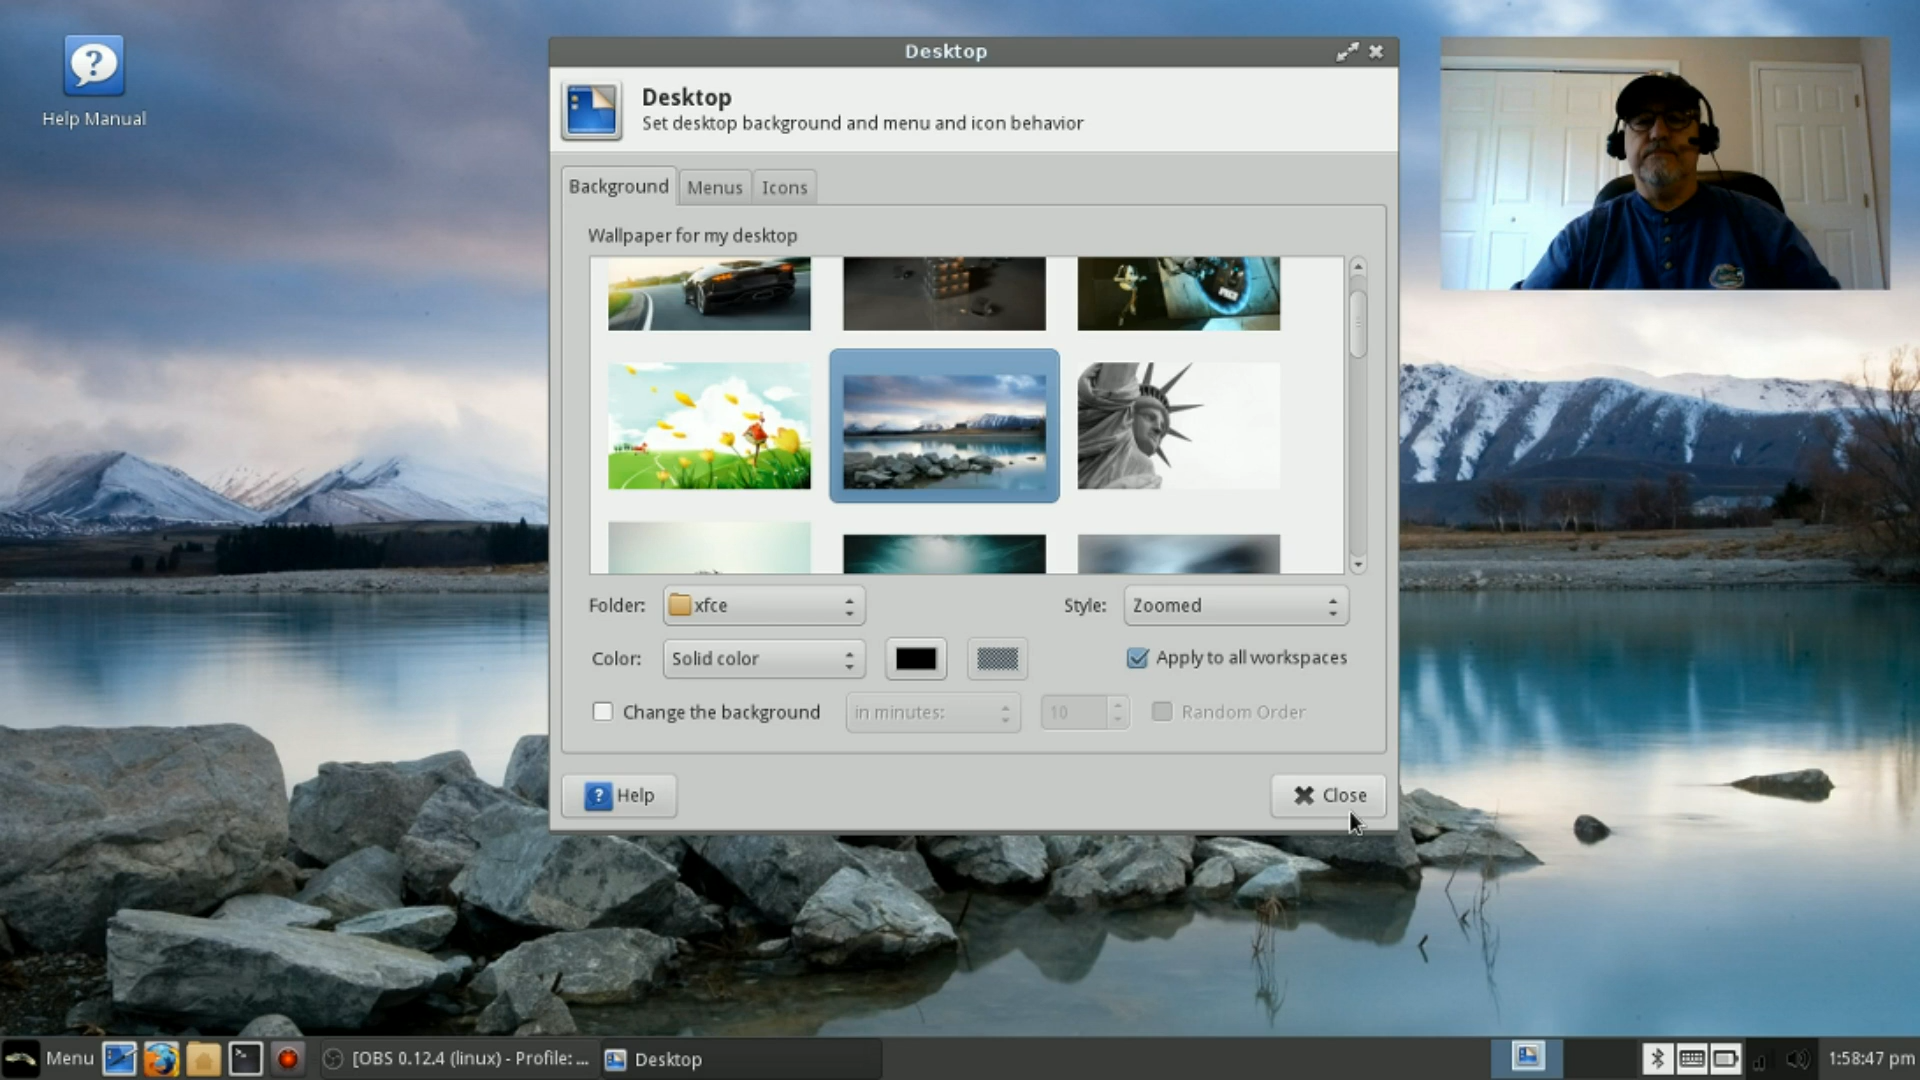 Desktop
Help Manual
Desktop
Set desktop background and menu and icon behavior
Background Menus Icons
Wallpaper for my desktop
Folder: xfce Style: Zoomed
Color: Solid color Apply to all workspaces
Change the background in minutes: 10 Random Order
Help Close
Menu [OBS 0.12.4 (linux) - Profile: ... Desktop 1:58:47 pm